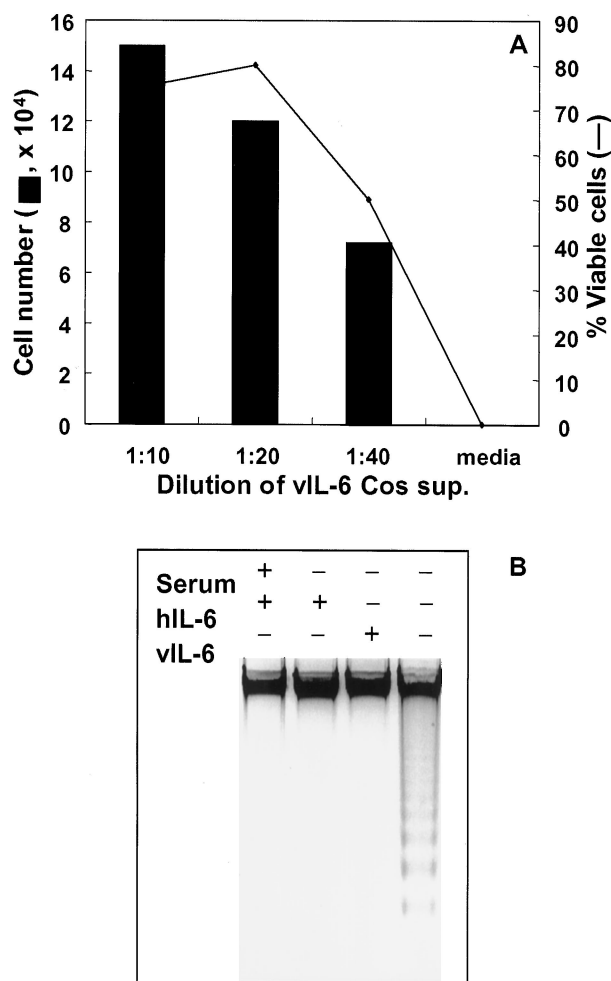 A
16
14
12
10
8
6
4
2
0
Cell number ( ■, x 10⁴)
90
80
70
60
50
40
30
20
10
0
% Viable cells (—)
1:10 1:20 1:40 media
Dilution of vIL-6 Cos sup.
B
Serum + – – –
hIL-6 + + – –
vIL-6 – – + –